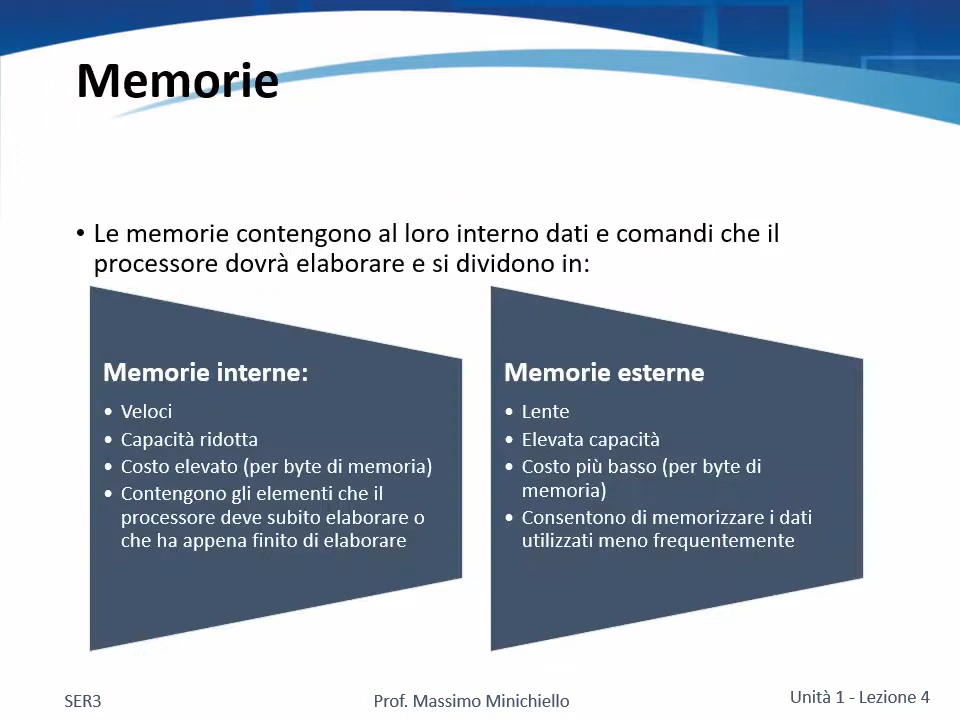 Memorie
• Le memorie contengono al loro interno dati e comandi che il
processore dovrà elaborare e si dividono in:
Memorie interne:
• Veloci
• Capacità ridotta
• Costo elevato (per byte di memoria)
• Contengono gli elementi che il
processore deve subito elaborare o
che ha appena finito di elaborare
Memorie esterne
• Lente
• Elevata capacità
• Costo più basso (per byte di
memoria)
• Consentono di memorizzare i dati
utilizzati meno frequentemente
SER3
Prof. Massimo Minichiello
Unità 1 - Lezione 4